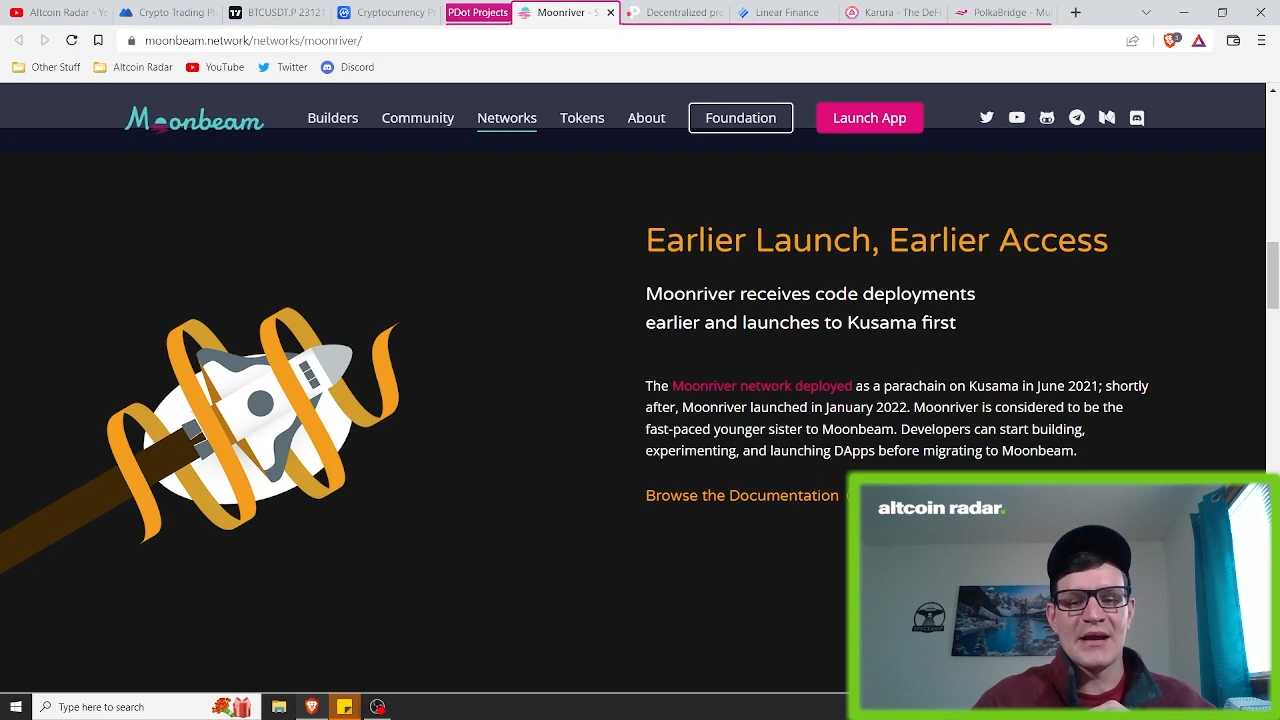 Altcoin Radar - Yo
Crypto Trading Pl
BTCUSDT.P 23121
Cryptocurrency Pr
PDot Projects
Moonriver - S
Decentralized pro
Linear Finance
Karura - The DeFi
PolkaBridge - Mul
moonbeam.network/networks/moonriver/
3
Other Stuff
Altcoin Radar
YouTube
Twitter
Discord
Moonbeam
Builders
Community
Networks
Tokens
About
Foundation
Launch App
Earlier Launch, Earlier Access
Moonriver receives code deployments
earlier and launches to Kusama first
The Moonriver network deployed as a parachain on Kusama in June 2021; shortly
after, Moonriver launched in January 2022. Moonriver is considered to be the
fast-paced younger sister to Moonbeam. Developers can start building,
experimenting, and launching DApps before migrating to Moonbeam.
Browse the Documentation
altcoin radar.
Type here to search